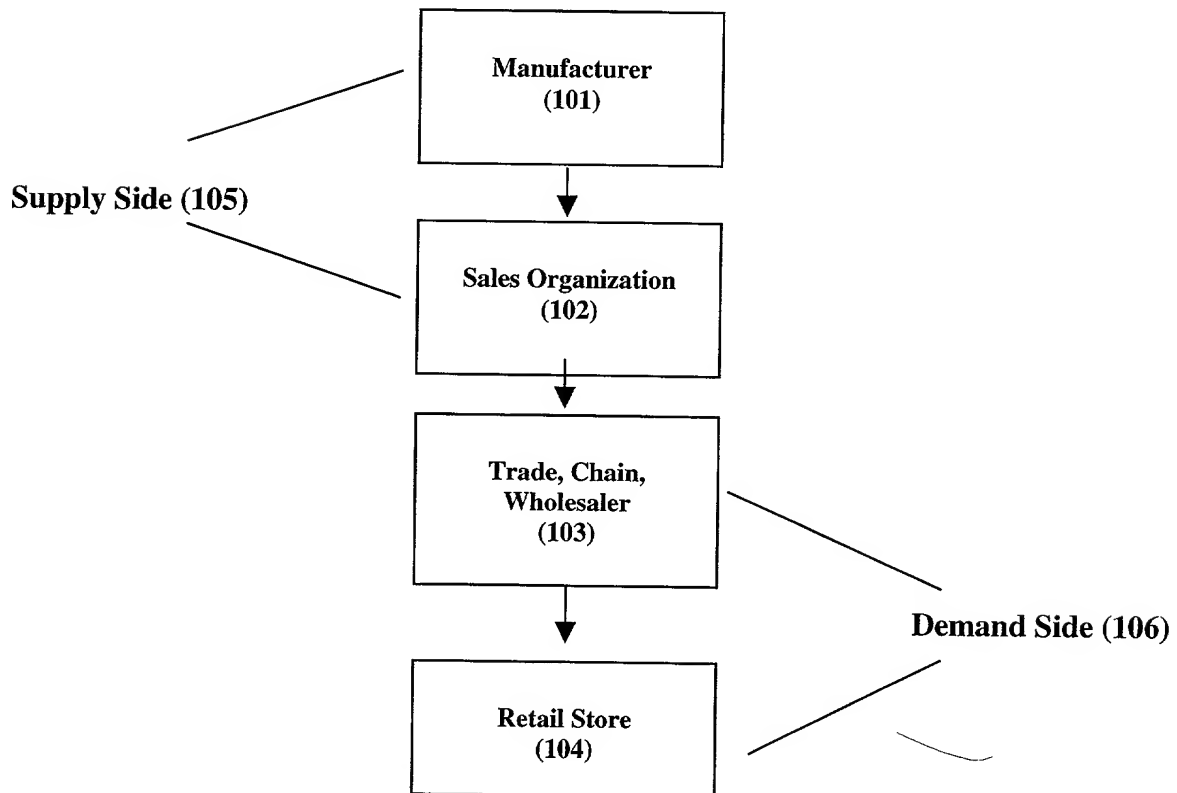 Manufacturer
(101)
Supply Side (105)
Sales Organization
(102)
Trade, Chain,
Wholesaler
(103)
Demand Side (106)
Retail Store
(104)